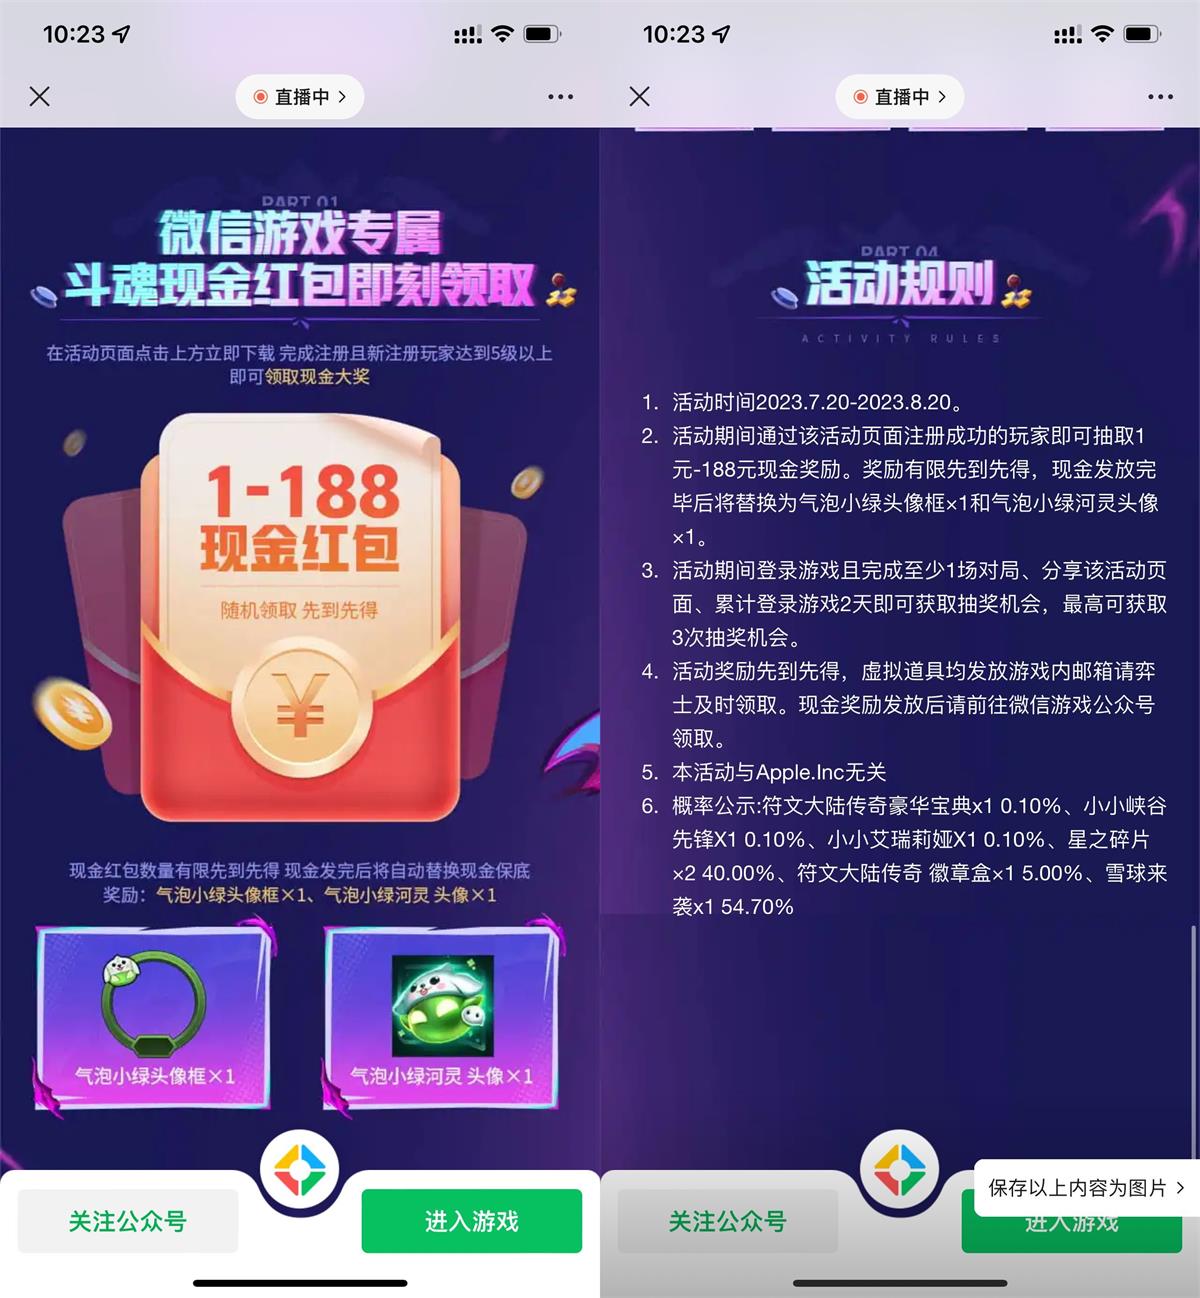 10:23
直播中
PART 01
微信游戏专属
斗魂现金红包即刻领取
在活动页面点击上方立即下载 完成注册且新注册玩家达到5级以上
即可领取现金大奖
1-188
现金红包
随机领取 先到先得
¥
现金红包数量有限先到先得 现金发完后将自动替换现金保底
奖励：气泡小绿头像框×1、气泡小绿河灵 头像×1
气泡小绿头像框×1
气泡小绿河灵 头像×1
关注公众号
进入游戏
10:23
直播中
PART 04
活动规则
ACTIVITY RULES
1. 活动时间2023.7.20-2023.8.20。
2. 活动期间通过该活动页面注册成功的玩家即可抽取1
元-188元现金奖励。奖励有限先到先得，现金发放完
毕后将替换为气泡小绿头像框×1和气泡小绿河灵头像
×1。
3. 活动期间登录游戏且完成至少1场对局、分享该活动页
面、累计登录游戏2天即可获取抽奖机会，最高可获取
3次抽奖机会。
4. 活动奖励先到先得，虚拟道具均发放游戏内邮箱请弈
士及时领取。现金奖励发放后请前往微信游戏公众号
领取。
5. 本活动与Apple.Inc无关
6. 概率公示:符文大陆传奇豪华宝典x1 0.10%、小小峡谷
先锋X1 0.10%、小小艾瑞莉娅X1 0.10%、星之碎片
×2 40.00%、符文大陆传奇 徽章盒×1 5.00%、雪球来
袭x1 54.70%
保存以上内容为图片
关注公众号
进入游戏